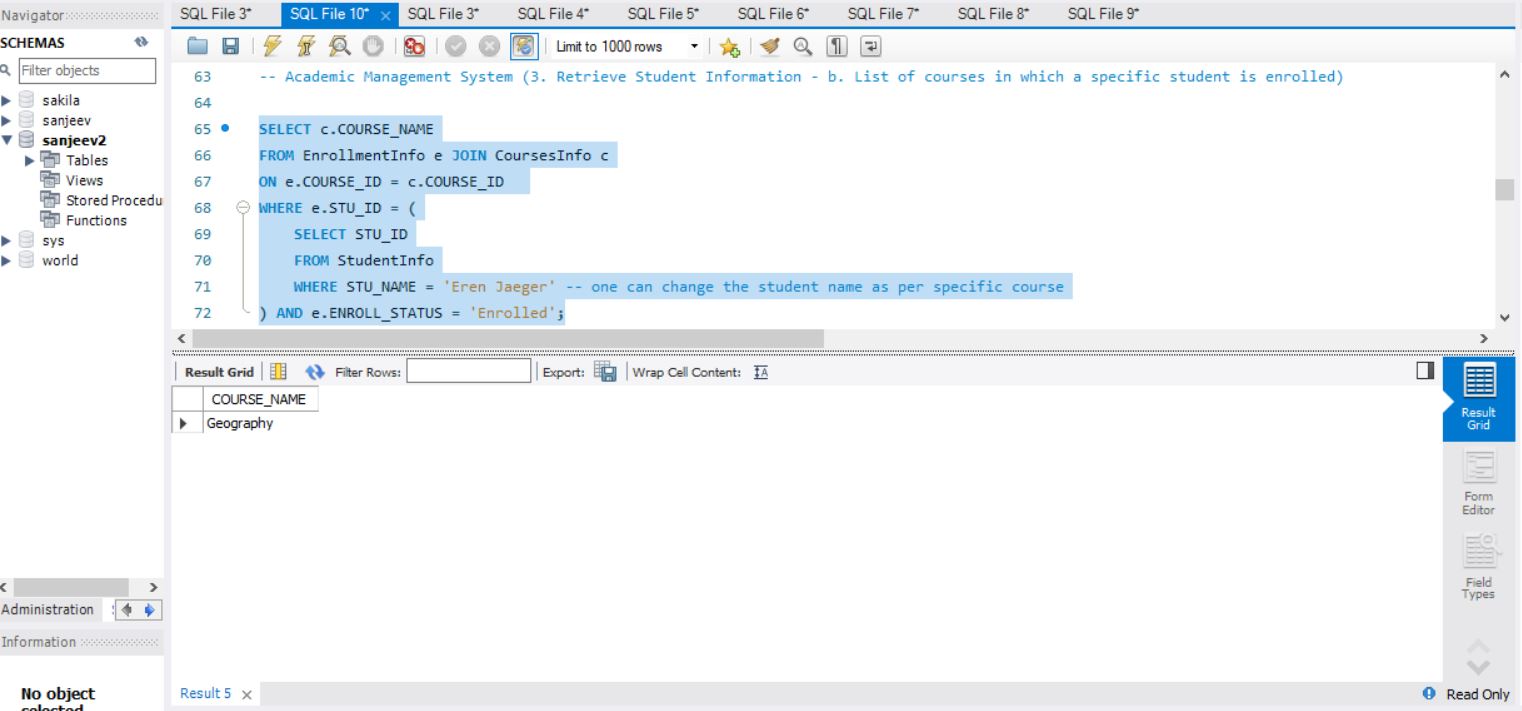 Navigator
SQL File 3*
SQL File 10*
SQL File 3*
SQL File 4*
SQL File 5*
SQL File 6*
SQL File 7*
SQL File 8*
SQL File 9*
SCHEMAS
Filter objects
sakila
sanjeev
sanjeev2
Tables
Views
Stored Procedu
Functions
sys
world
Limit to 1000 rows
63 -- Academic Management System (3. Retrieve Student Information - b. List of courses in which a specific student is enrolled)
64
65 SELECT c.COURSE_NAME
66 FROM EnrollmentInfo e JOIN CoursesInfo c
67 ON e.COURSE_ID = c.COURSE_ID
68 WHERE e.STU_ID = (
69 SELECT STU_ID
70 FROM StudentInfo
71 WHERE STU_NAME = 'Eren Jaeger' -- one can change the student name as per specific course
72 ) AND e.ENROLL_STATUS = 'Enrolled';
Result Grid
Filter Rows:
Export:
Wrap Cell Content:
COURSE_NAME
Geography
Result
Grid
Form
Editor
Field
Types
Administration
Information
No object
selected
Result 5
Read Only